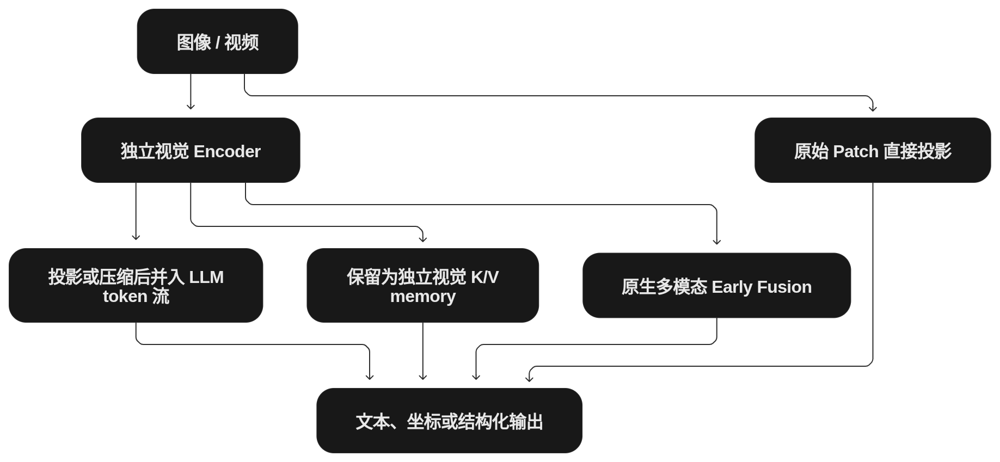 图像 / 视频
独立视觉 Encoder
原始 Patch 直接投影
投影或压缩后并入 LLM
token 流
保留为独立视觉 K/V
memory
原生多模态 Early Fusion
文本、坐标或结构化输出